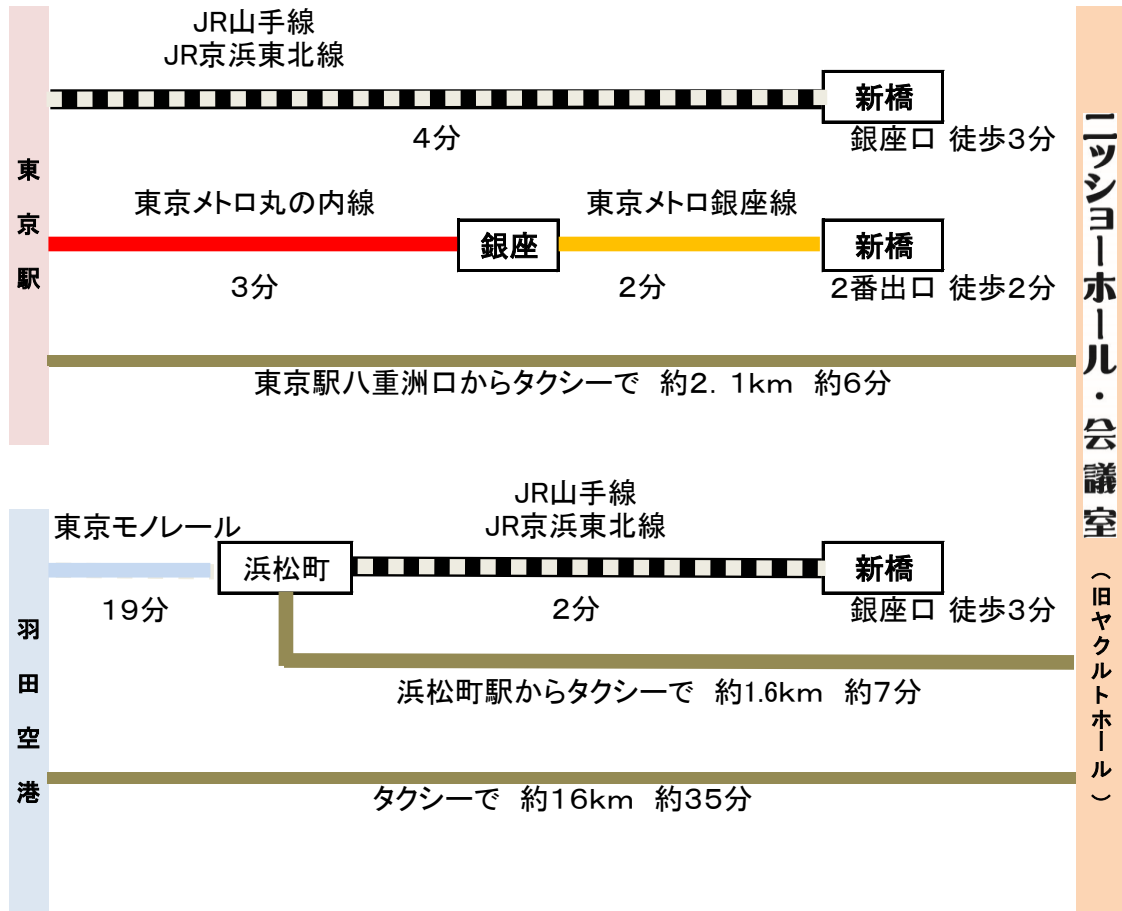 東京駅
JR山手線
JR京浜東北線
新橋
4分
銀座口 徒歩3分
東京メトロ丸の内線
東京メトロ銀座線
銀座
新橋
3分
2分
2番出口 徒歩2分
東京駅八重洲口からタクシーで 約2．1km 約6分
羽田空港
東京モノレール
JR山手線
JR京浜東北線
浜松町
新橋
19分
2分
銀座口 徒歩3分
浜松町駅からタクシーで 約1.6km 約7分
タクシーで 約16km 約35分
ニッショーホール・会議室（旧ヤクルトホール）